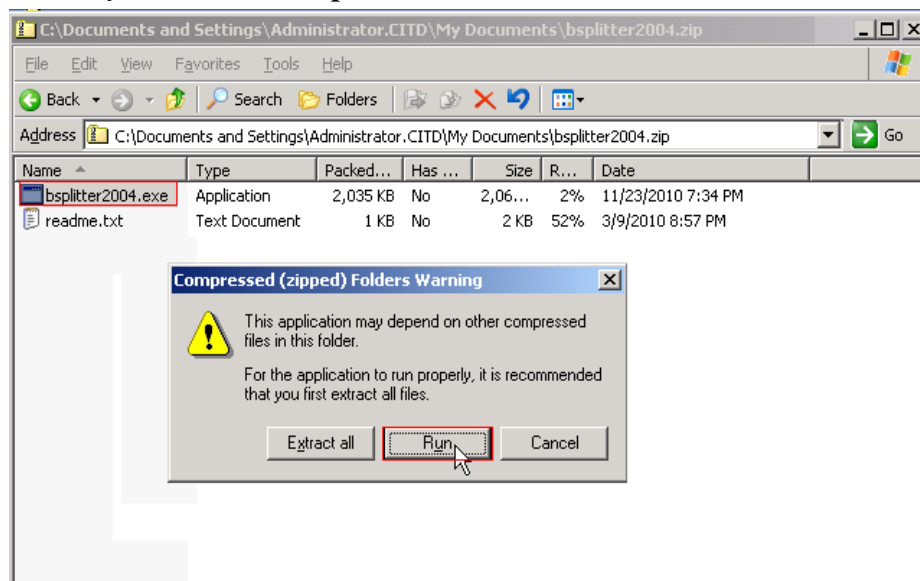 C:\Documents and Settings\Administrator.CITD\My Documents\bsplitter2004.zip
File Edit View Favorites Tools Help
Back Search Folders
Address C:\Documents and Settings\Administrator.CITD\My Documents\bsplitter2004.zip Go
Name Type Packed... Has ... Size R... Date
bsplitter2004.exe Application 2,035 KB No 2,06... 2% 11/23/2010 7:34 PM
readme.txt Text Document 1 KB No 2 KB 52% 3/9/2010 8:57 PM
Compressed (zipped) Folders Warning
This application may depend on other compressed
files in this folder.
For the application to run properly, it is recommended
that you first extract all files.
Extract all Run Cancel